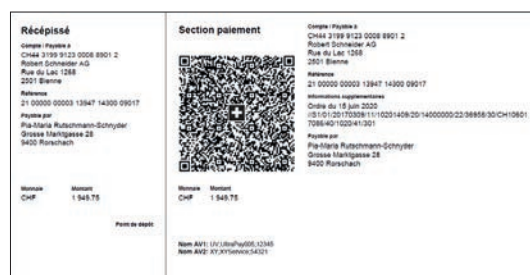 Récépissé
Compte / Payable à
CH44 3199 9123 0008 8901 2
Robert Schneider AG
Rue du Lac 1268
2501 Bienne
Référence
21 00000 00003 13947 14300 09017
Payable par
Pia-Maria Rutschmann-Schnyder
Grosse Marktgasse 28
9400 Rorschach
Monnaie Montant
CHF 1 949.75
Point de dépôt
Section paiement
Monnaie Montant
CHF 1 949.75
Compte / Payable à
CH44 3199 9123 0008 8901 2
Robert Schneider AG
Rue du Lac 1268
2501 Bienne
Référence
21 00000 00003 13947 14300 09017
Informations supplémentaires
Ordre du 15 juin 2020
//S1/01/20170309/11/10201409/20/14000000/22/36958/30/CH10601
7086/40/1020/41/301
Payable par
Pia-Maria Rutschmann-Schnyder
Grosse Marktgasse 28
9400 Rorschach
Nom AV1: UV;UltraPay005;12345
Nom AV2: XY;XYService;54321